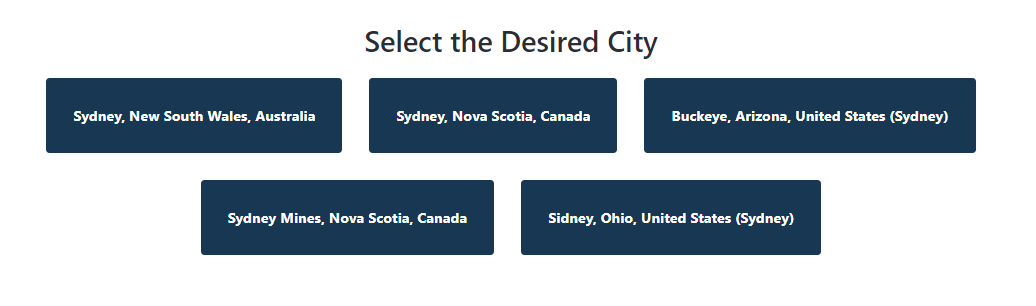 Select the Desired City
Sydney, New South Wales, Australia
Sydney, Nova Scotia, Canada
Buckeye, Arizona, United States (Sydney)
Sydney Mines, Nova Scotia, Canada
Sidney, Ohio, United States (Sydney)